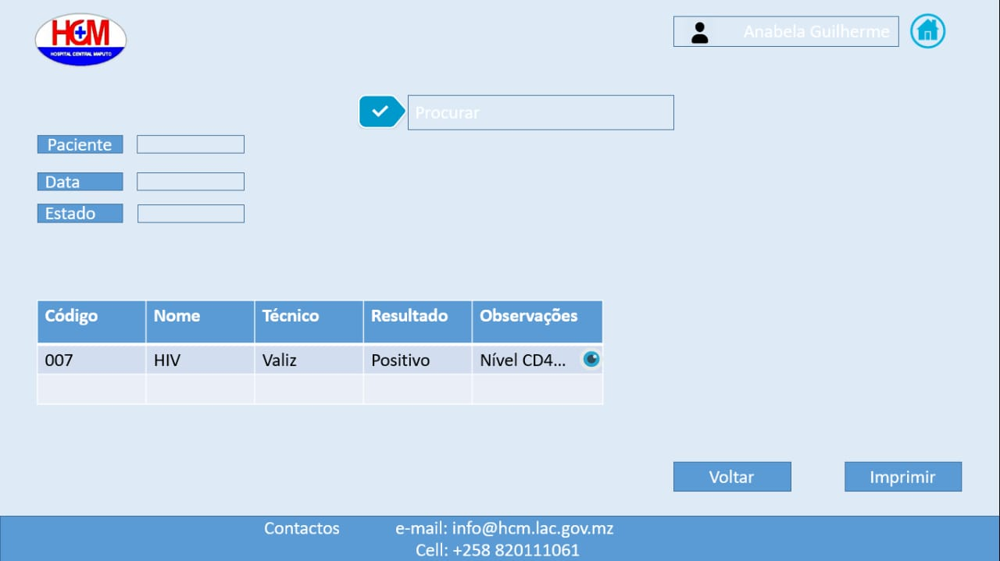 HCM
HOSPITAL CENTRAL MAPUTO
Anabela Guilherme
Procurar
Paciente
Data
Estado
Código Nome Técnico Resultado Observações
007 HIV Valiz Positivo Nível CD4...
Voltar Imprimir
Contactos e-mail: info@hcm.lac.gov.mz
Cell: +258 820111061